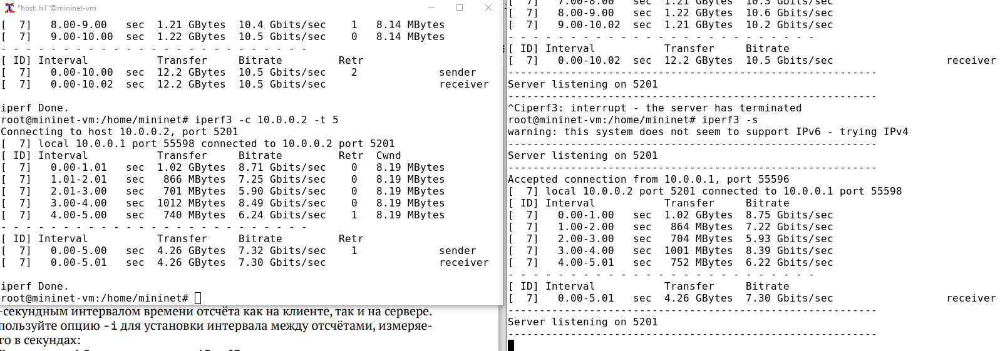 "host: h1"@mininet-vm
[  7]   8.00-9.00   sec  1.21 GBytes  10.4 Gbits/sec    1   8.14 MBytes
[  7]   9.00-10.00  sec  1.22 GBytes  10.5 Gbits/sec    0   8.14 MBytes
- - - - - - - - - - - - - - - - - - - - - - - - -
[ ID] Interval           Transfer     Bitrate         Retr
[  7]   0.00-10.00  sec  12.2 GBytes  10.5 Gbits/sec    2             sender
[  7]   0.00-10.02  sec  12.2 GBytes  10.5 Gbits/sec                  receiver
iperf Done.
root@mininet-vm:/home/mininet# iperf3 -c 10.0.0.2 -t 5
Connecting to host 10.0.0.2, port 5201
[  7] local 10.0.0.1 port 55598 connected to 10.0.0.2 port 5201
[ ID] Interval           Transfer     Bitrate         Retr  Cwnd
[  7]   0.00-1.01   sec  1.02 GBytes  8.71 Gbits/sec    0   8.19 MBytes
[  7]   1.01-2.01   sec   866 MBytes  7.25 Gbits/sec    0   8.19 MBytes
[  7]   2.01-3.00   sec   701 MBytes  5.90 Gbits/sec    0   8.19 MBytes
[  7]   3.00-4.00   sec  1012 MBytes  8.49 Gbits/sec    0   8.19 MBytes
[  7]   4.00-5.00   sec   740 MBytes  6.24 Gbits/sec    1   8.19 MBytes
- - - - - - - - - - - - - - - - - - - - - - - - -
[ ID] Interval           Transfer     Bitrate         Retr
[  7]   0.00-5.00   sec  4.26 GBytes  7.32 Gbits/sec    1             sender
[  7]   0.00-5.01   sec  4.26 GBytes  7.30 Gbits/sec                  receiver
iperf Done.
root@mininet-vm:/home/mininet#
-секундным интервалом времени отсчёта как на клиенте, так и на сервере.
пользуйте опцию -i для установки интервала между отсчётами, измеряе-
го в секундах:
[  7]   7.00-8.00   sec  1.21 GBytes  10.3 Gbits/sec
[  7]   8.00-9.00   sec  1.22 GBytes  10.6 Gbits/sec
[  7]   9.00-10.02  sec  1.21 GBytes  10.2 Gbits/sec
- - - - - - - - - - - - - - - - - - - - - - - - -
[ ID] Interval           Transfer     Bitrate
[  7]   0.00-10.02  sec  12.2 GBytes  10.5 Gbits/sec                  receiver
-----------------------------------------------------------
Server listening on 5201
-----------------------------------------------------------
^Ciperf3: interrupt - the server has terminated
root@mininet-vm:/home/mininet# iperf3 -s
warning: this system does not seem to support IPv6 - trying IPv4
-----------------------------------------------------------
Server listening on 5201
-----------------------------------------------------------
Accepted connection from 10.0.0.1, port 55596
[  7] local 10.0.0.2 port 5201 connected to 10.0.0.1 port 55598
[ ID] Interval           Transfer     Bitrate
[  7]   0.00-1.00   sec  1.02 GBytes  8.75 Gbits/sec
[  7]   1.00-2.00   sec   864 MBytes  7.22 Gbits/sec
[  7]   2.00-3.00   sec   704 MBytes  5.93 Gbits/sec
[  7]   3.00-4.00   sec  1001 MBytes  8.39 Gbits/sec
[  7]   4.00-5.01   sec   752 MBytes  6.22 Gbits/sec
- - - - - - - - - - - - - - - - - - - - - - - - -
[ ID] Interval           Transfer     Bitrate
[  7]   0.00-5.01   sec  4.26 GBytes  7.30 Gbits/sec                  receiver
-----------------------------------------------------------
Server listening on 5201
-----------------------------------------------------------